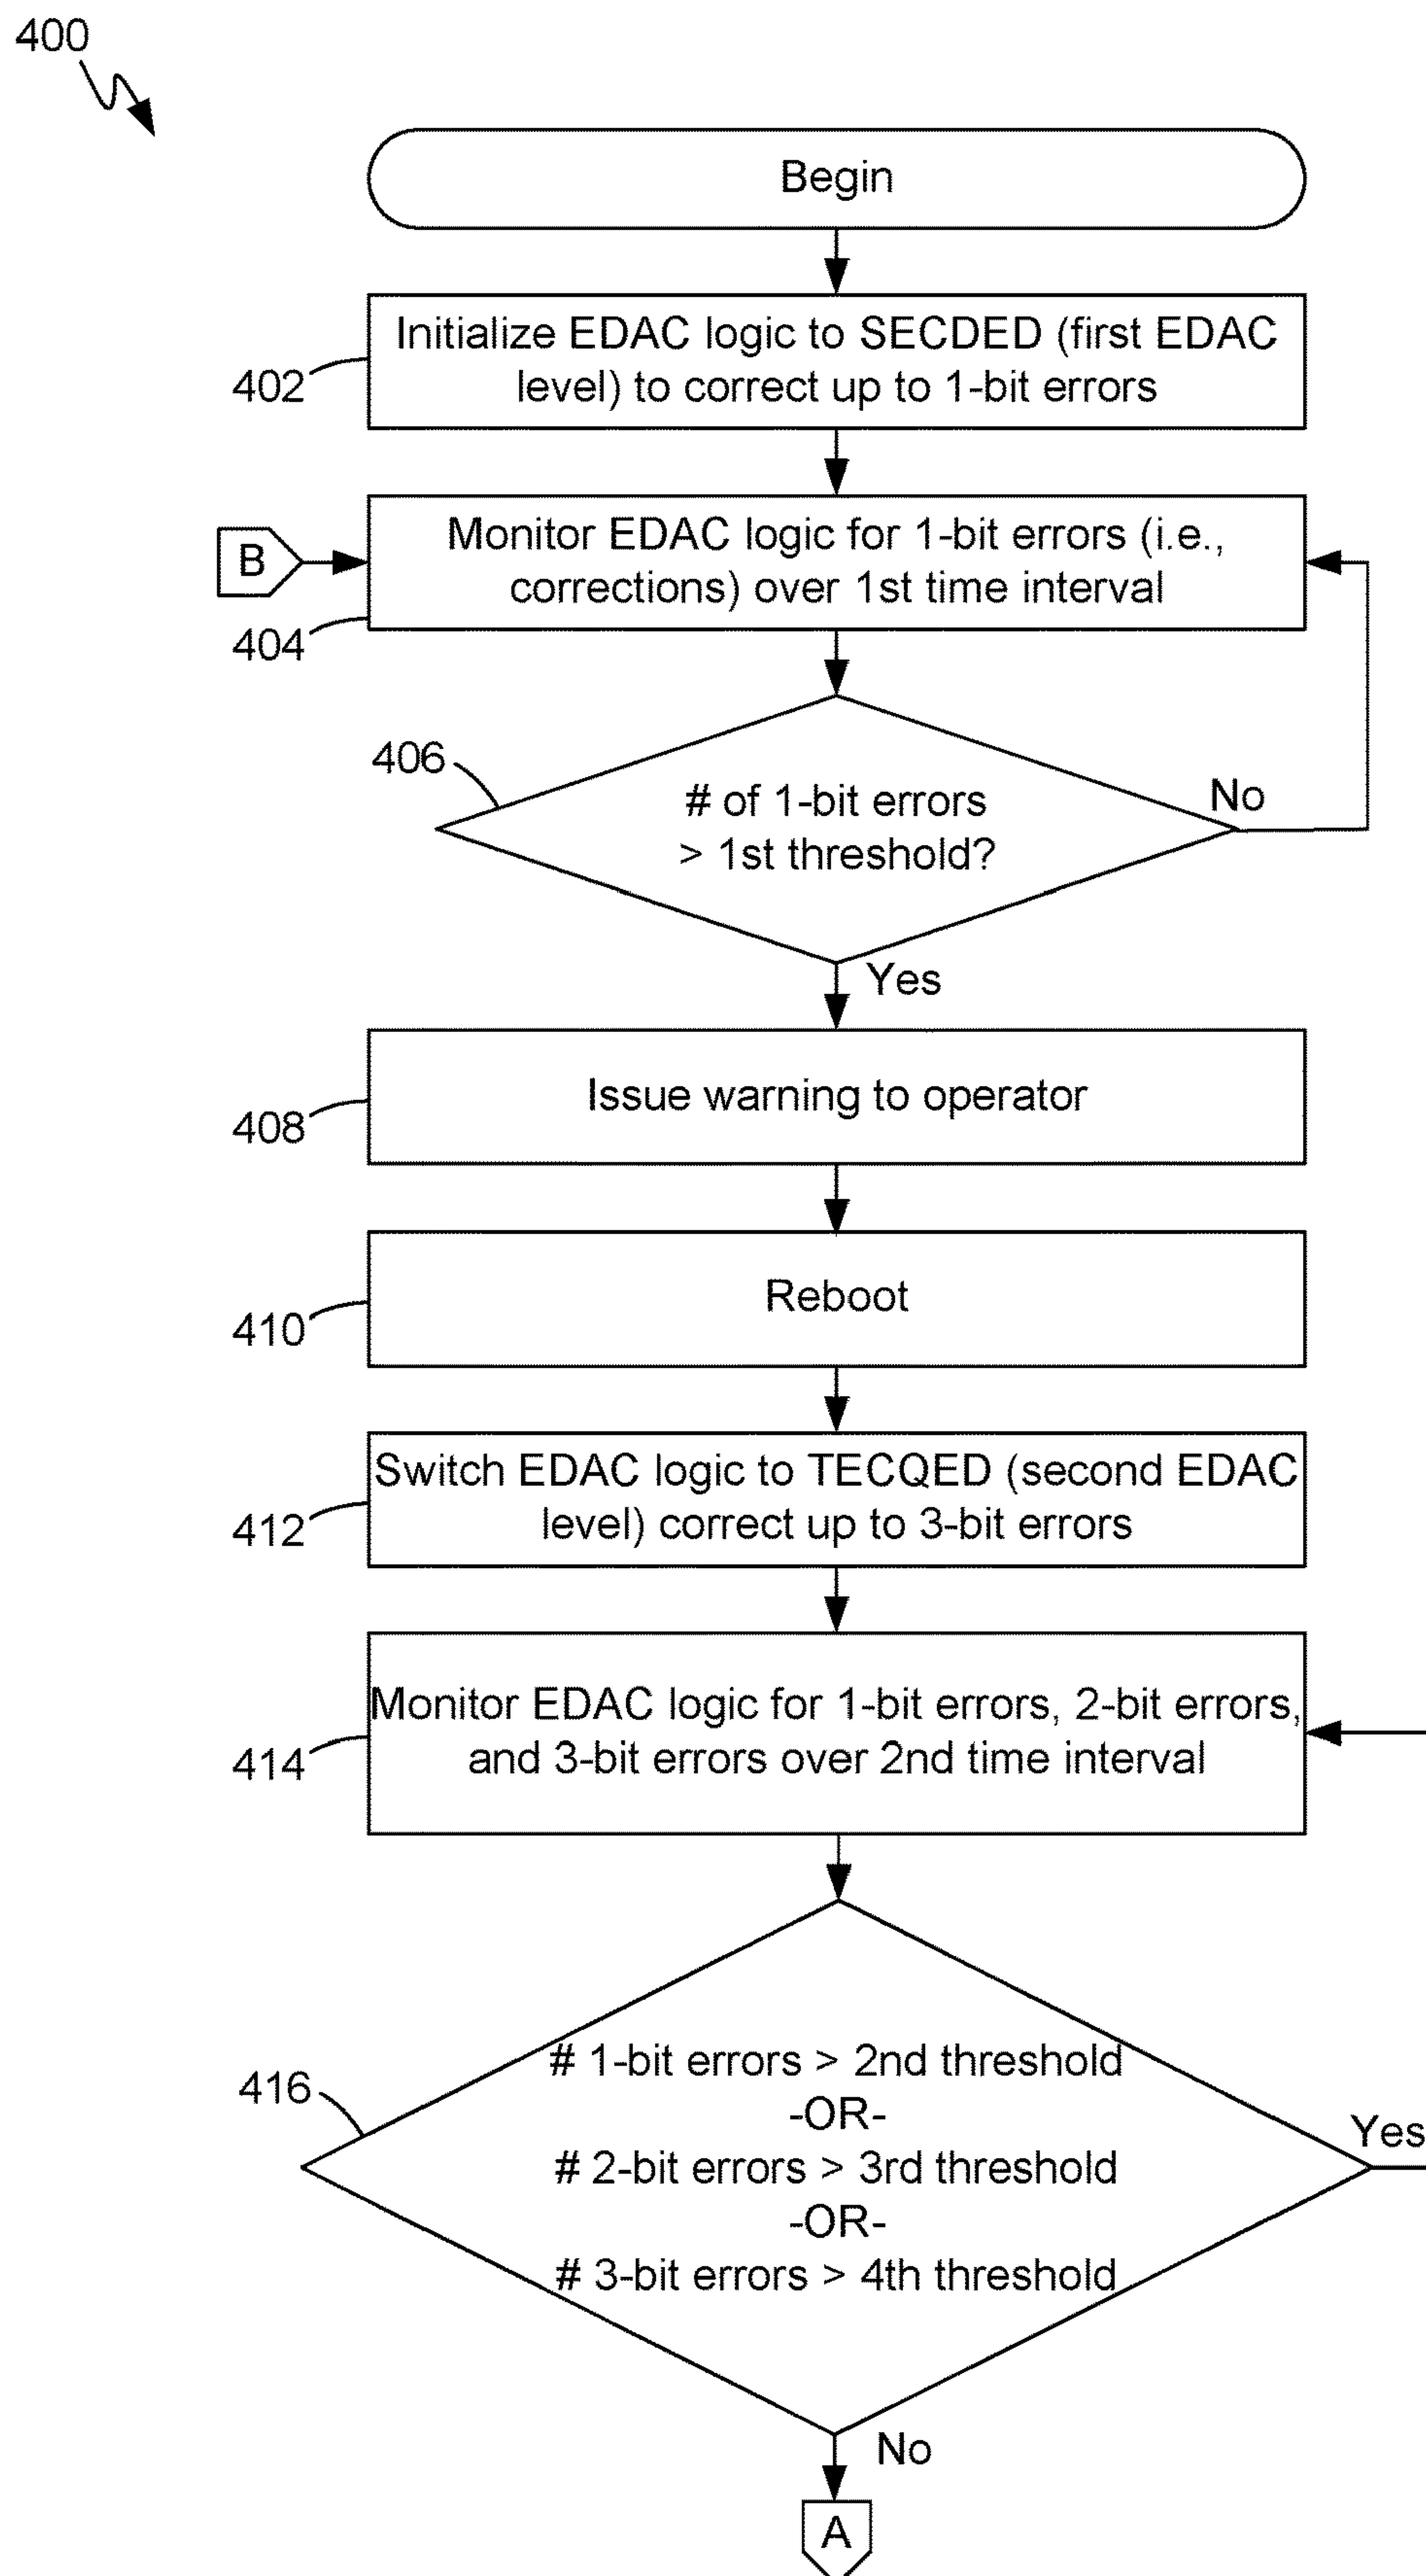 400
Begin
Initialize EDAC logic to SECDED (first EDAC
level) to correct up to 1-bit errors
402
Monitor EDAC logic for 1-bit errors (i.e.,
corrections) over 1st time interval
B
404
406
# of 1-bit errors
> 1st threshold?
No
Yes
Issue warning to operator
408
Reboot
410
Switch EDAC logic to TECQED (second EDAC
level) correct up to 3-bit errors
412
Monitor EDAC logic for 1-bit errors, 2-bit errors,
and 3-bit errors over 2nd time interval
414
416
# 1-bit errors > 2nd threshold
-OR-
# 2-bit errors > 3rd threshold
-OR-
# 3-bit errors > 4th threshold
Yes
No
A